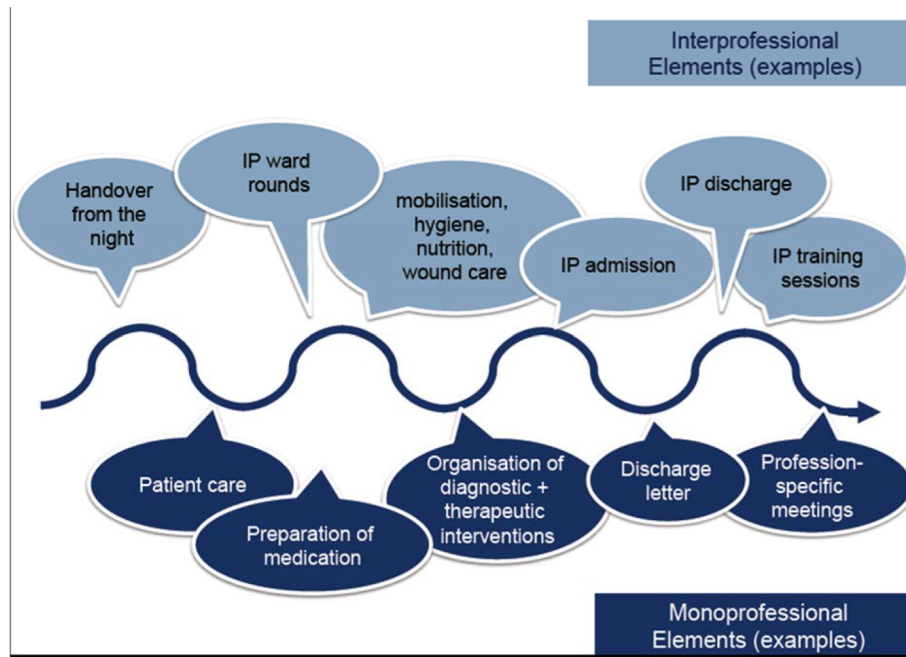 Interprofessional
Elements (examples)
Handover
from the
night
IP ward
rounds
mobilisation,
hygiene,
nutrition,
wound care
IP admission
IP discharge
IP training
sessions
Patient care
Preparation of
medication
Organisation of
diagnostic +
therapeutic
interventions
Discharge
letter
Profession-
specific
meetings
Monoprofessional
Elements (examples)